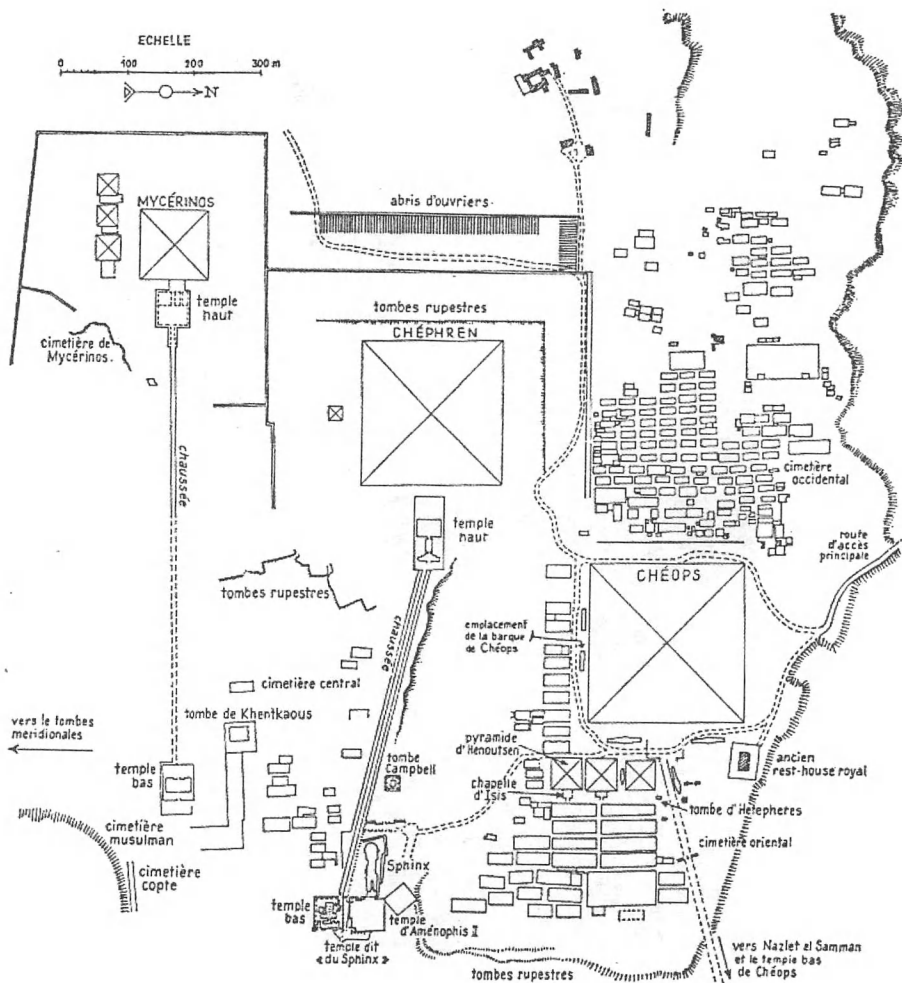 ECHELLE
0 100 200 300 m
N
MYCÉRINOS
abris d'ouvriers
temple
haut
tombes rupestres
cimetière de
Mycérinos
CHÉPHREN
chaussée
cimetière
occidental
temple
haut
route
d'accès
principale
CHÉOPS
tombes rupestres
chaussée
emplacement
de la barque
de Chéops
cimetière central
vers le tombes
meridionales
tombe de Khentkaous
pyramide
d'Henoutsen
ancien
rest-house royal
temple
bas
tombe
Campbell
chapelle
d'Isis
tombe d'Hetepheres
cimetière
musulman
cimetière oriental
cimetière
copte
Sphinx
temple
bas
temple
d'Aménophis II
temple dit
«du Sphinx»
tombes rupestres
vers Nazlet el Samman
et le temple bas
de Chéops